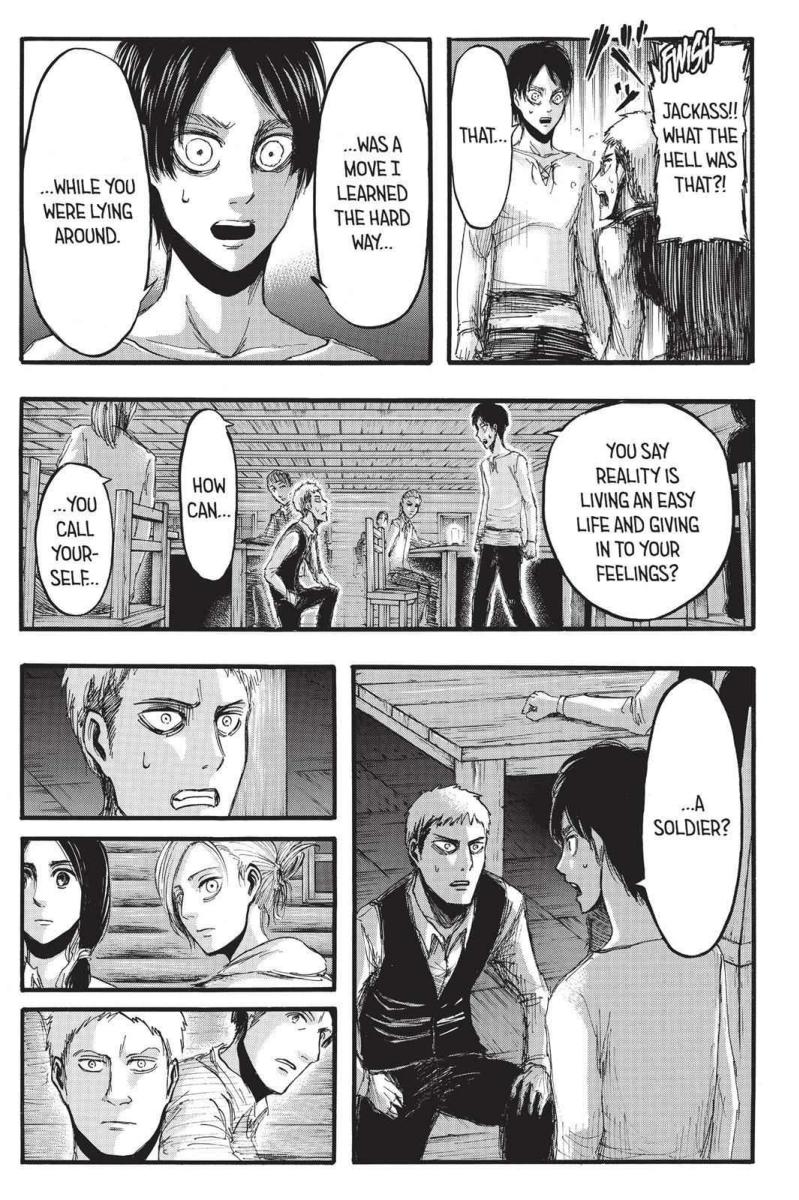 FWISH
JACKASS!!
WHAT THE
HELL WAS
THAT?!
THAT...
...WAS A
MOVE I
LEARNED
THE HARD
WAY...
...WHILE YOU
WERE LYING
AROUND.
YOU SAY
REALITY IS
LIVING AN EASY
LIFE AND GIVING
IN TO YOUR
FEELINGS?
HOW
CAN...
...YOU
CALL
YOUR-
SELF...
...A
SOLDIER?